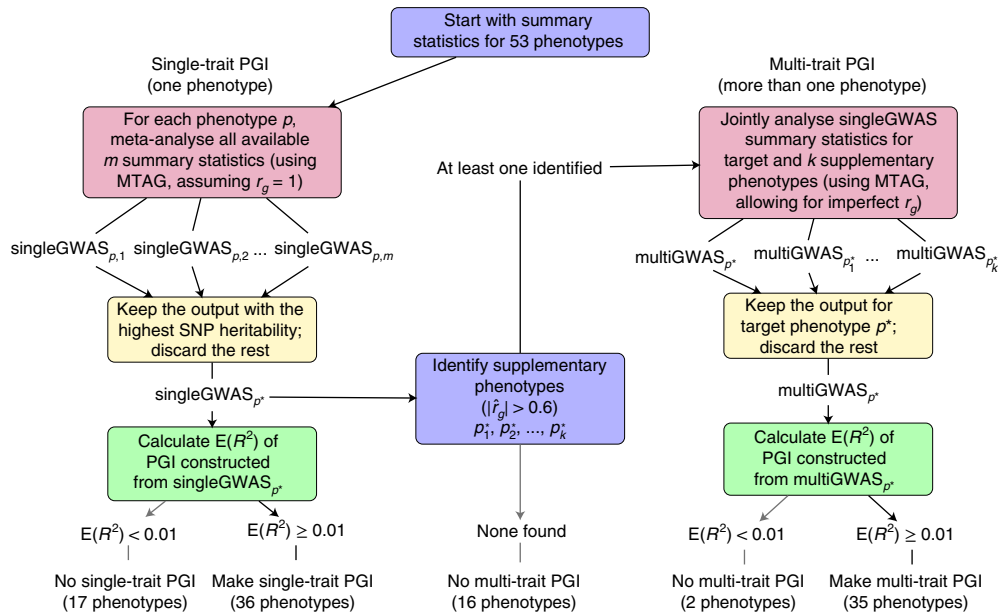 Start with summary
statistics for 53 phenotypes
Single-trait PGI
(one phenotype)
For each phenotype p,
meta-analyse all available
m summary statistics (using
MTAG, assuming r_g = 1)
singleGWAS_p,1 singleGWAS_p,2 ... singleGWAS_p,m
Keep the output with the
highest SNP heritability;
discard the rest
singleGWAS_p*
Calculate E(R²) of
PGI constructed
from singleGWAS_p*
E(R²) < 0.01
E(R²) ≥ 0.01
No single-trait PGI
(17 phenotypes)
Make single-trait PGI
(36 phenotypes)
At least one identified
Identify supplementary
phenotypes
(|r̂_g| > 0.6)
p₁*, p₂*, ..., pₖ*
None found
No multi-trait PGI
(16 phenotypes)
Multi-trait PGI
(more than one phenotype)
Jointly analyse singleGWAS
summary statistics for
target and k supplementary
phenotypes (using MTAG,
allowing for imperfect r_g)
multiGWAS_p* multiGWAS_p₁* ... multiGWAS_pₖ*
Keep the output for
target phenotype p*;
discard the rest
multiGWAS_p*
Calculate E(R²) of
PGI constructed
from multiGWAS_p*
E(R²) < 0.01
E(R²) ≥ 0.01
No multi-trait PGI
(2 phenotypes)
Make multi-trait PGI
(35 phenotypes)